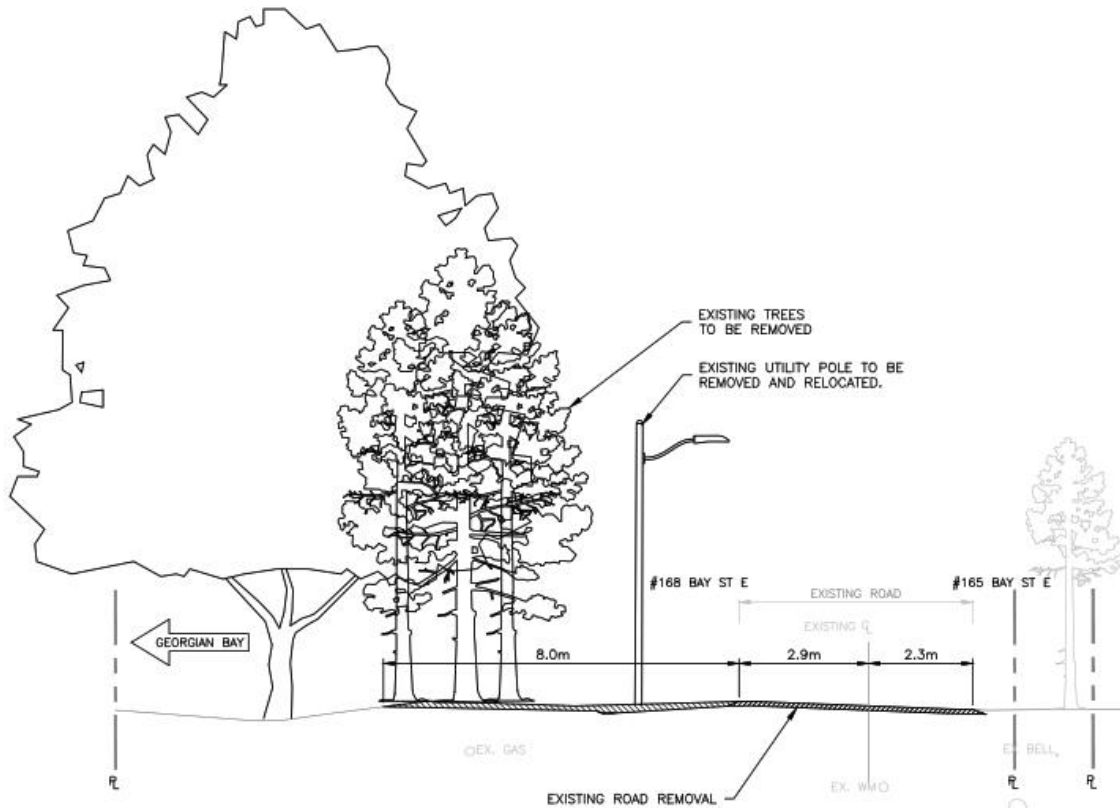 EXISTING TREES
TO BE REMOVED
EXISTING UTILITY POLE TO BE
REMOVED AND RELOCATED.
#168 BAY ST E
#165 BAY ST E
EXISTING ROAD
EXISTING ℄
GEORGIAN BAY
8.0m
2.9m
2.3m
EX. GAS
EX BELL
EX. WM
℄
℄
℄
EXISTING ROAD REMOVAL